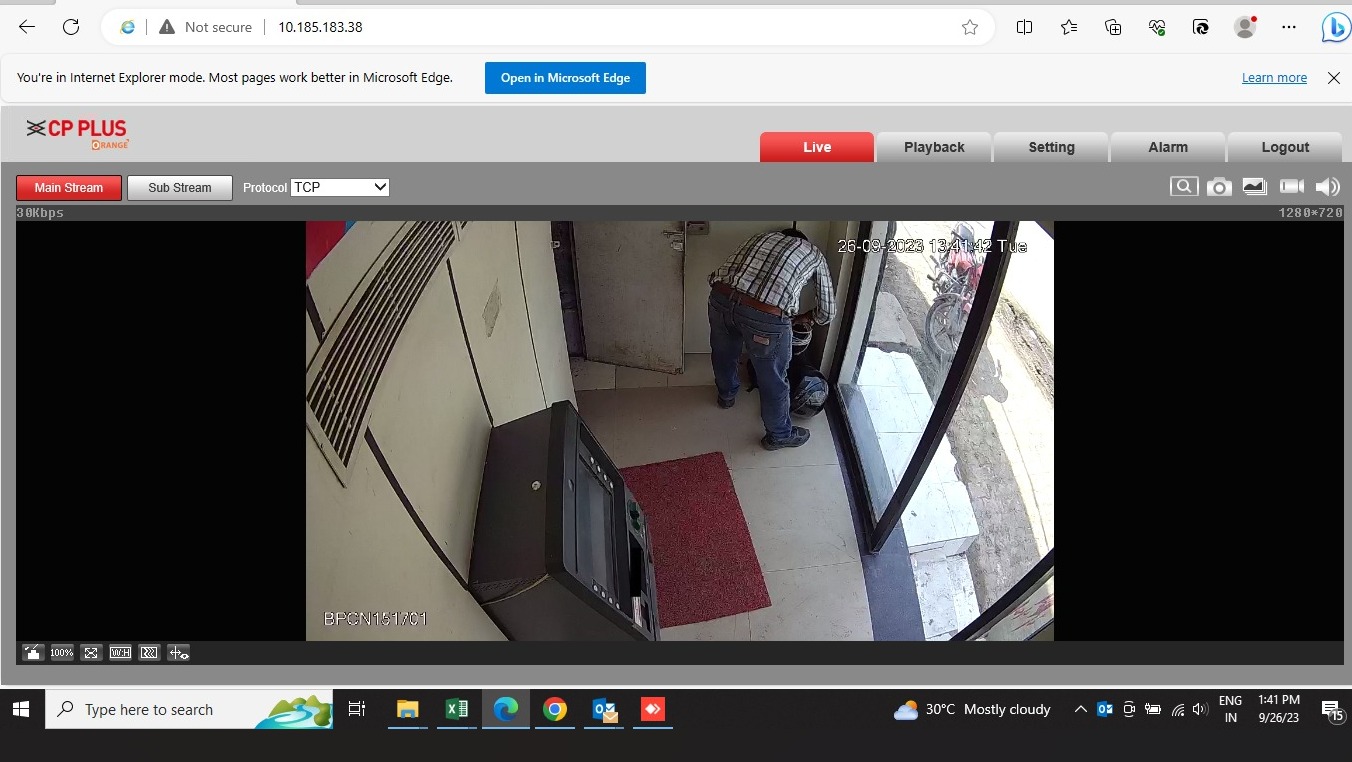 Not secure 10.185.183.38
You're in Internet Explorer mode. Most pages work better in Microsoft Edge. Open in Microsoft Edge Learn more
CP PLUS
ORANGE
Live Playback Setting Alarm Logout
Main Stream Sub Stream Protocol TCP
30Kbps 1280*720
26-09-2023 13:41:42 Tue
BPCN151701
100% W:H
Type here to search 30°C Mostly cloudy ENG 1:41 PM
IN 9/26/23 15